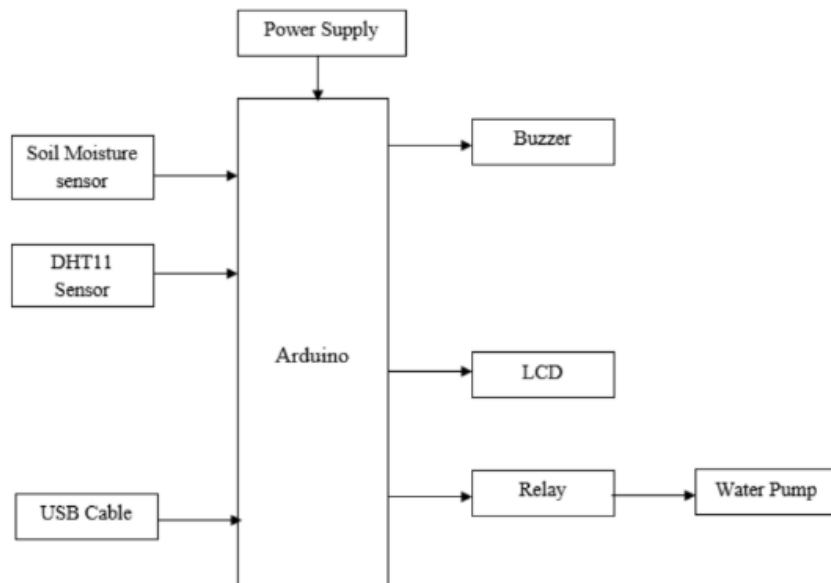 Power Supply
Soil Moisture
sensor
Buzzer
DHT11
Sensor
Arduino
LCD
USB Cable
Relay
Water Pump